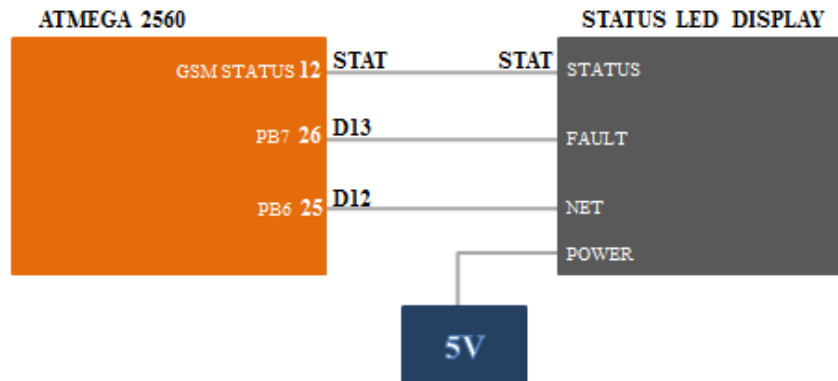 ATMEGA 2560
STATUS LED DISPLAY
GSM STATUS 12 STAT
STAT STATUS
PB7 26 D13
FAULT
PB6 25 D12
NET
POWER
5V